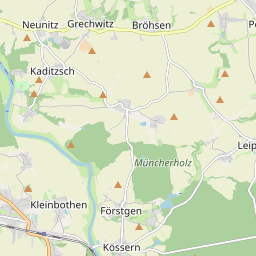 Neunitz
Grechwitz
Bröhsen
Kaditzsch
Leip
Müncherholz
Kleinbothen
Förstgen
Kössern